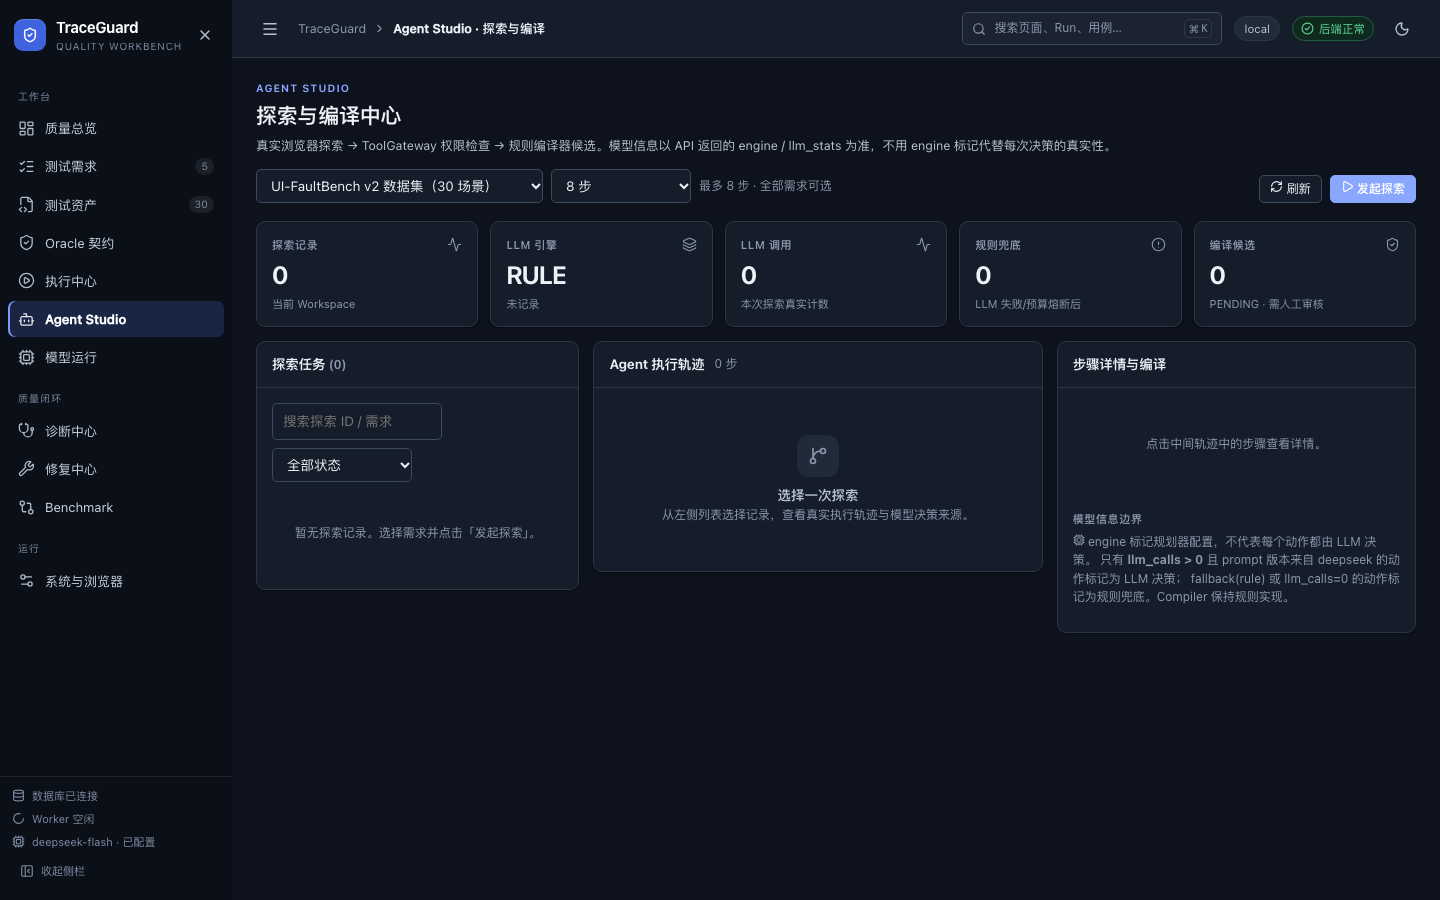 TraceGuard
QUALITY WORKBENCH
工作台
质量总览
测试需求 5
测试资产 30
Oracle 契约
执行中心
Agent Studio
模型运行
质量闭环
诊断中心
修复中心
Benchmark
运行
系统与浏览器
数据库已连接
Worker 空闲
deepseek-flash · 已配置
收起侧栏
TraceGuard > Agent Studio · 探索与编译
搜索页面、Run、用例... ⌘ K
local
后端正常
AGENT STUDIO
探索与编译中心
真实浏览器探索 → ToolGateway 权限检查 → 规则编译器候选。模型信息以 API 返回的 engine / llm_stats 为准，不用 engine 标记代替每次决策的真实性。
UI-FaultBench v2 数据集（30 场景）
8 步
最多 8 步 · 全部需求可选
刷新
发起探索
探索记录
0
当前 Workspace
LLM 引擎
RULE
未记录
LLM 调用
0
本次探索真实计数
规则兜底
0
LLM 失败/预算熔断后
编译候选
0
PENDING · 需人工审核
探索任务 (0)
搜索探索 ID / 需求
全部状态
暂无探索记录。选择需求并点击「发起探索」。
Agent 执行轨迹 0 步
选择一次探索
从左侧列表选择记录，查看真实执行轨迹与模型决策来源。
步骤详情与编译
点击中间轨迹中的步骤查看详情。
模型信息边界
engine 标记规划器配置，不代表每个动作都由 LLM 决
策。 只有 llm_calls > 0 且 prompt 版本来自 deepseek 的动
作标记为 LLM 决策； fallback(rule) 或 llm_calls=0 的动作标
记为规则兜底。Compiler 保持规则实现。